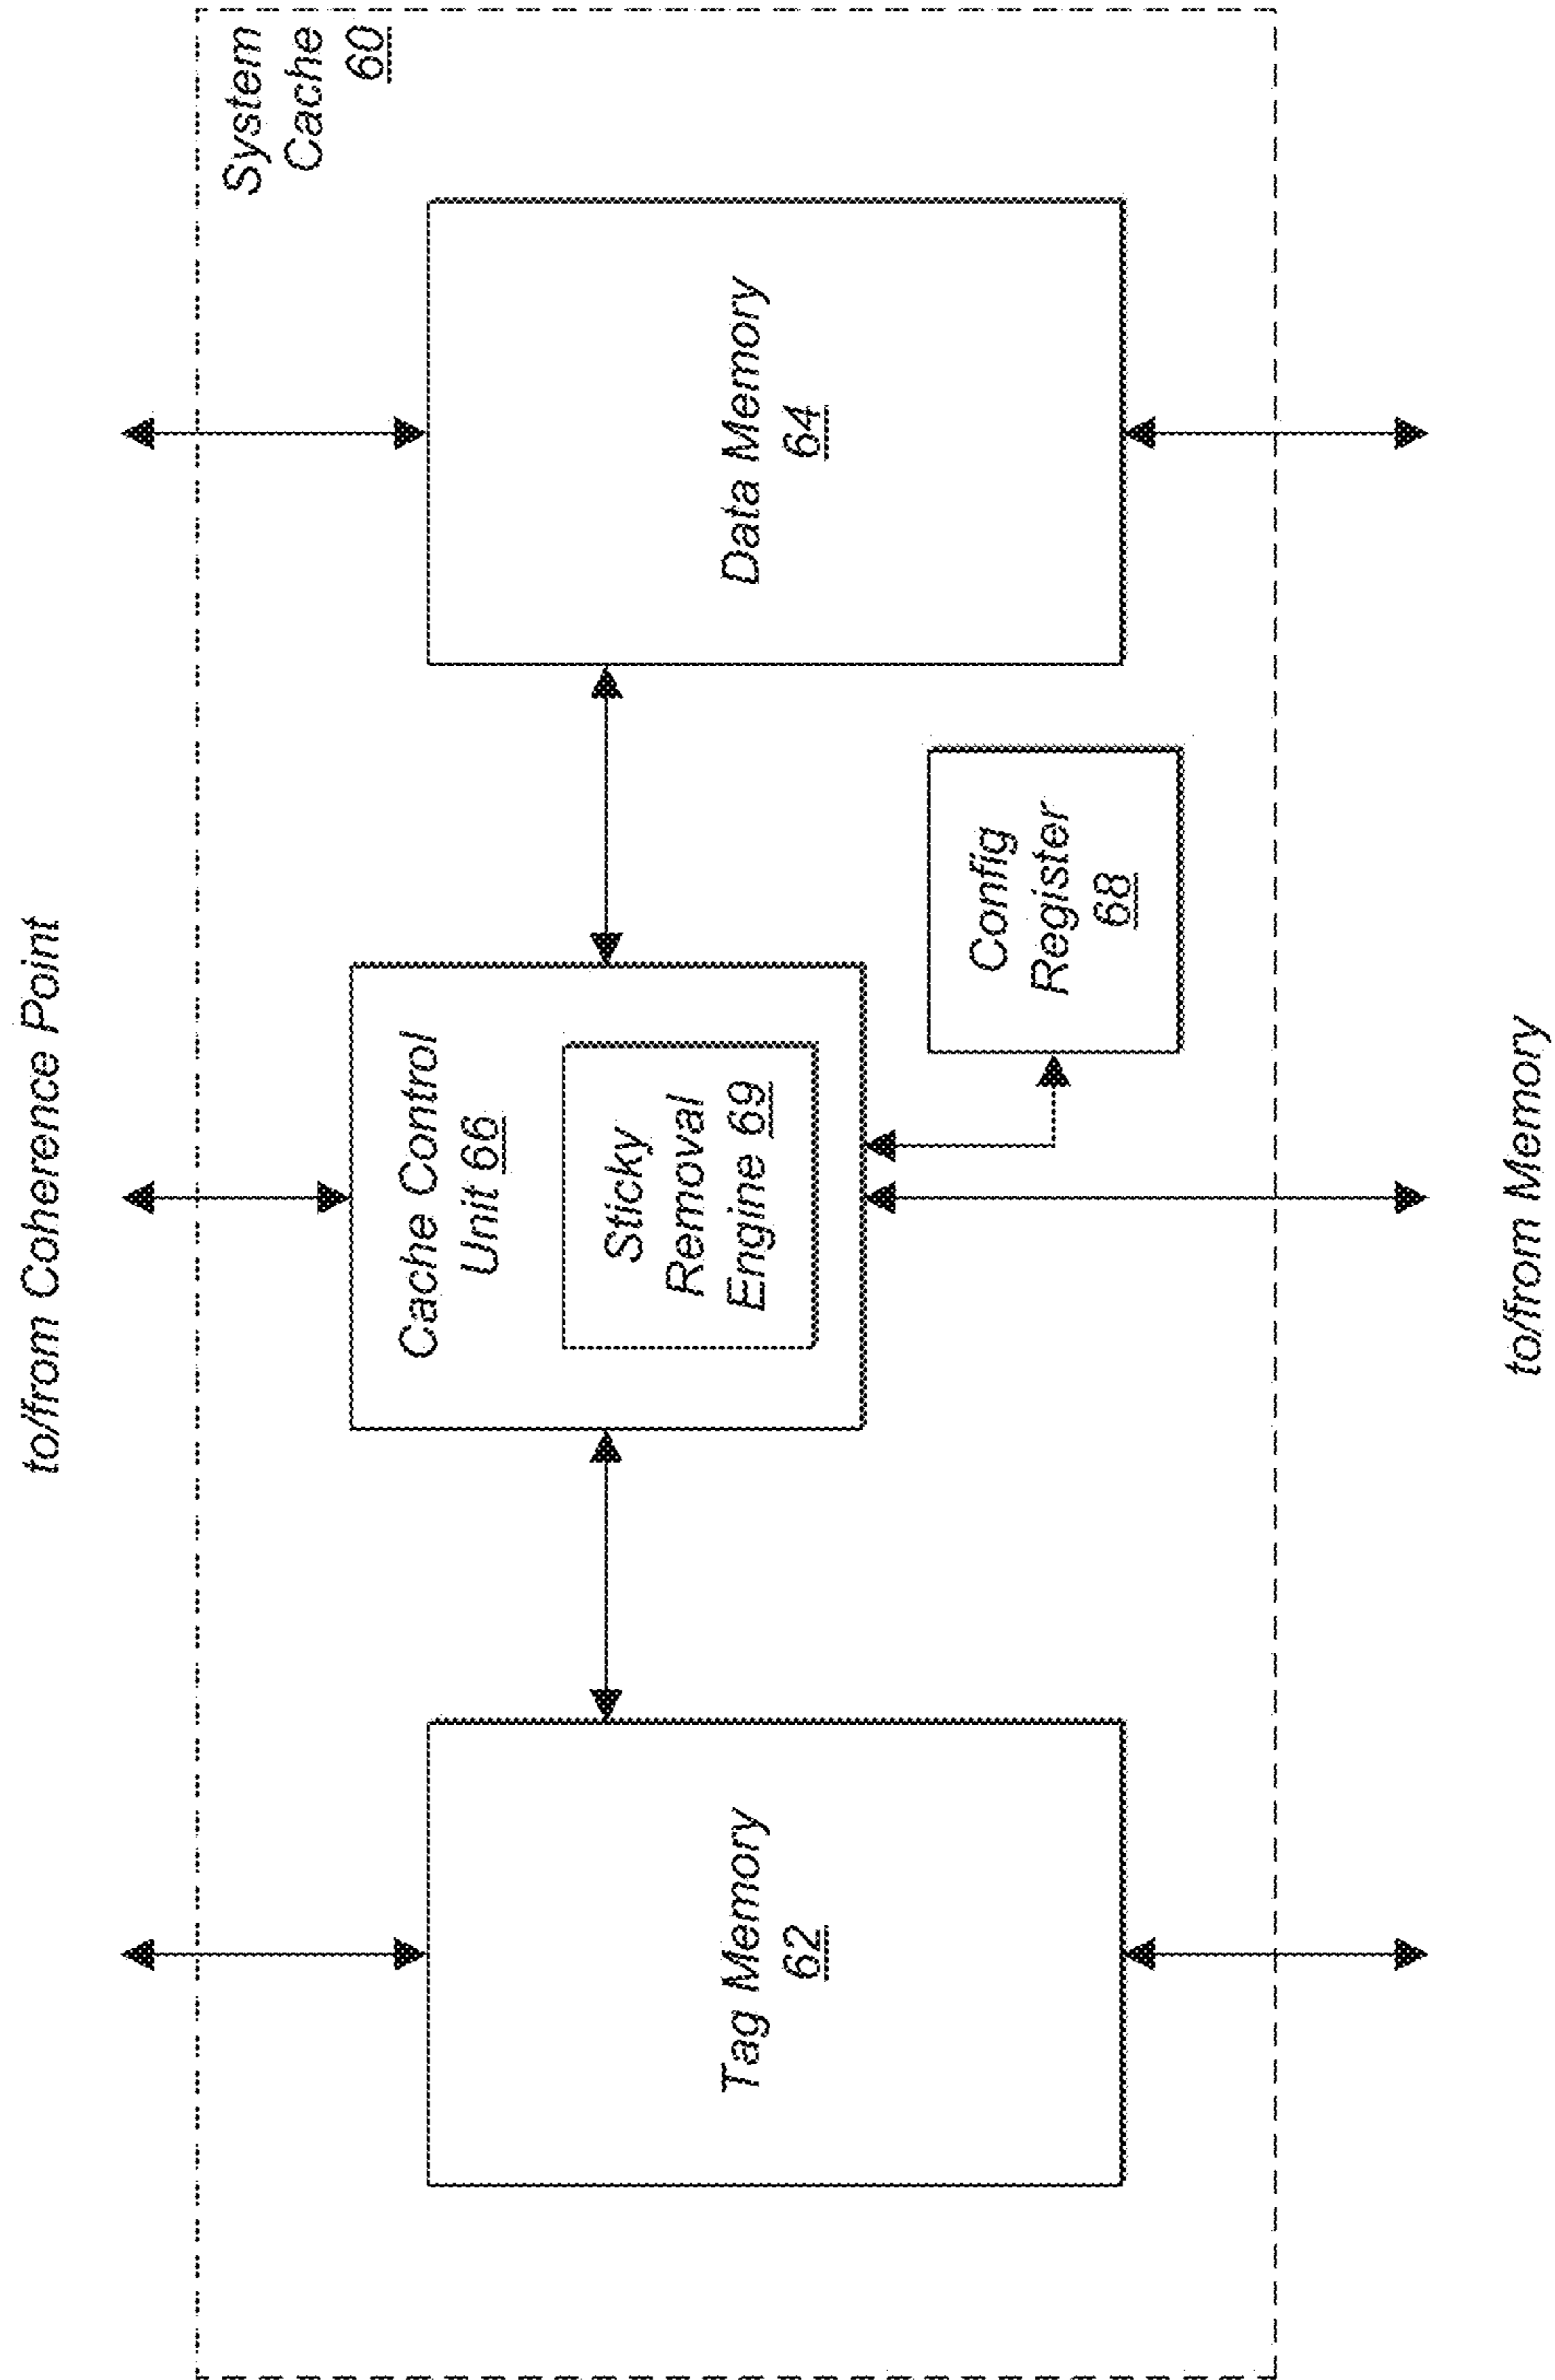 to/from Coherence Point
System
Cache
60
Tag Memory
62
Cache Control
Unit 66
Sticky
Removal
Engine 69
Data Memory
64
Config
Register
68
to/from Memory